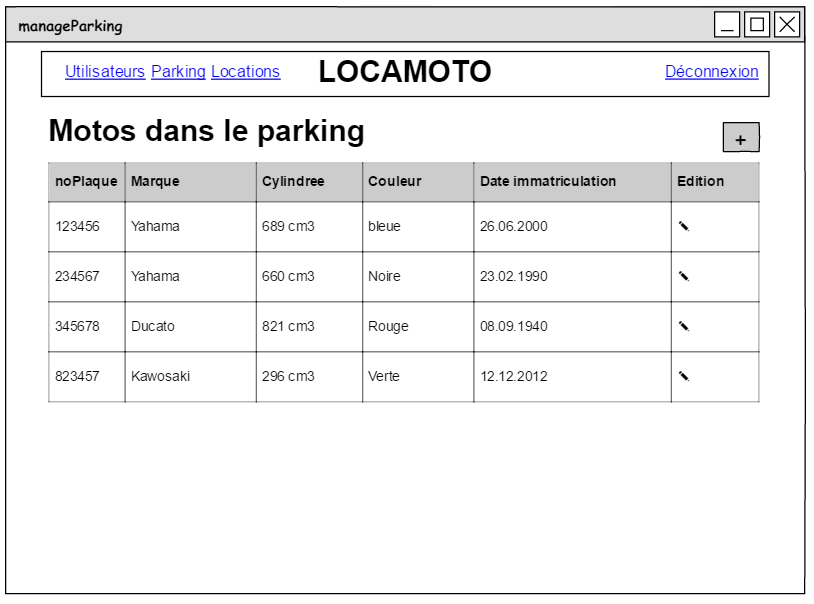 manageParking
Utilisateurs Parking Locations LOCAMOTO Déconnexion
Motos dans le parking +
noPlaque Marque Cylindree Couleur Date immatriculation Edition
123456 Yahama 689 cm3 bleue 26.06.2000
234567 Yahama 660 cm3 Noire 23.02.1990
345678 Ducato 821 cm3 Rouge 08.09.1940
823457 Kawosaki 296 cm3 Verte 12.12.2012